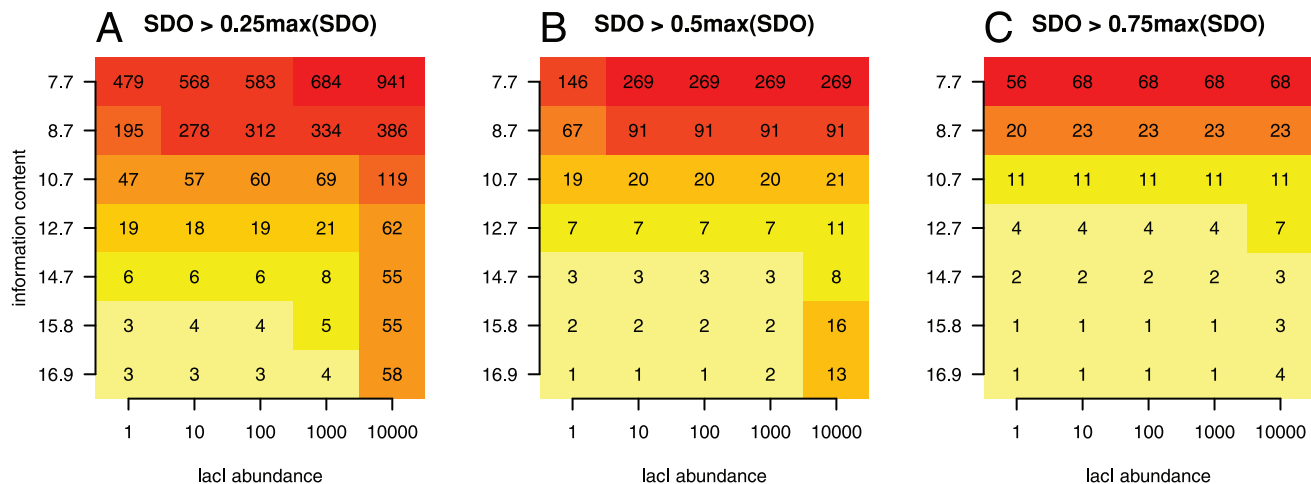 A SDO > 0.25max(SDO)
7.7 479 568 583 684 941
8.7 195 278 312 334 386
10.7 47 57 60 69 119
12.7 19 18 19 21 62
14.7 6 6 6 8 55
15.8 3 4 4 5 55
16.9 3 3 3 4 58
1 10 100 1000 10000
information content
lacI abundance
B SDO > 0.5max(SDO)
7.7 146 269 269 269 269
8.7 67 91 91 91 91
10.7 19 20 20 20 21
12.7 7 7 7 7 11
14.7 3 3 3 3 8
15.8 2 2 2 2 16
16.9 1 1 1 2 13
1 10 100 1000 10000
lacI abundance
C SDO > 0.75max(SDO)
7.7 56 68 68 68 68
8.7 20 23 23 23 23
10.7 11 11 11 11 11
12.7 4 4 4 4 7
14.7 2 2 2 2 3
15.8 1 1 1 1 3
16.9 1 1 1 1 4
1 10 100 1000 10000
lacI abundance